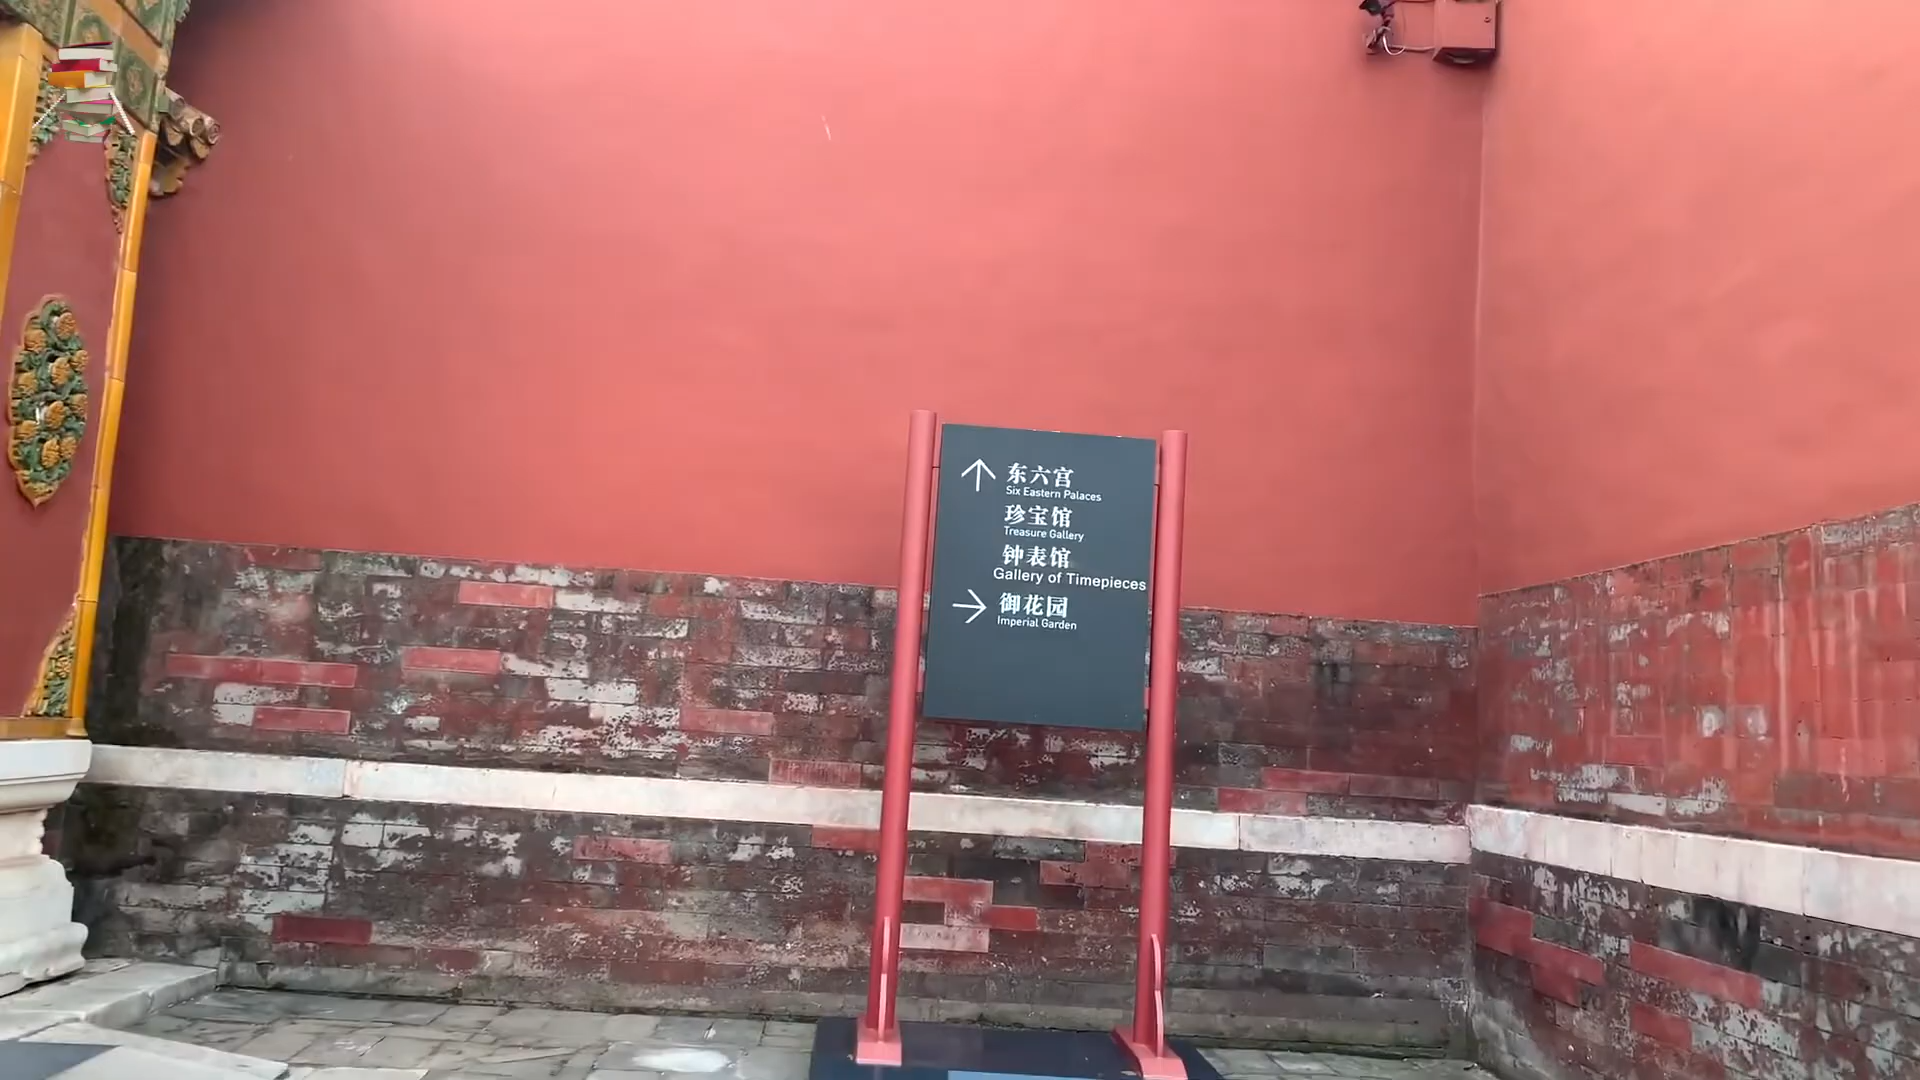 东六宫
Six Eastern Palaces
珍宝馆
Treasure Gallery
钟表馆
Gallery of Timepieces
御花园
Imperial Garden